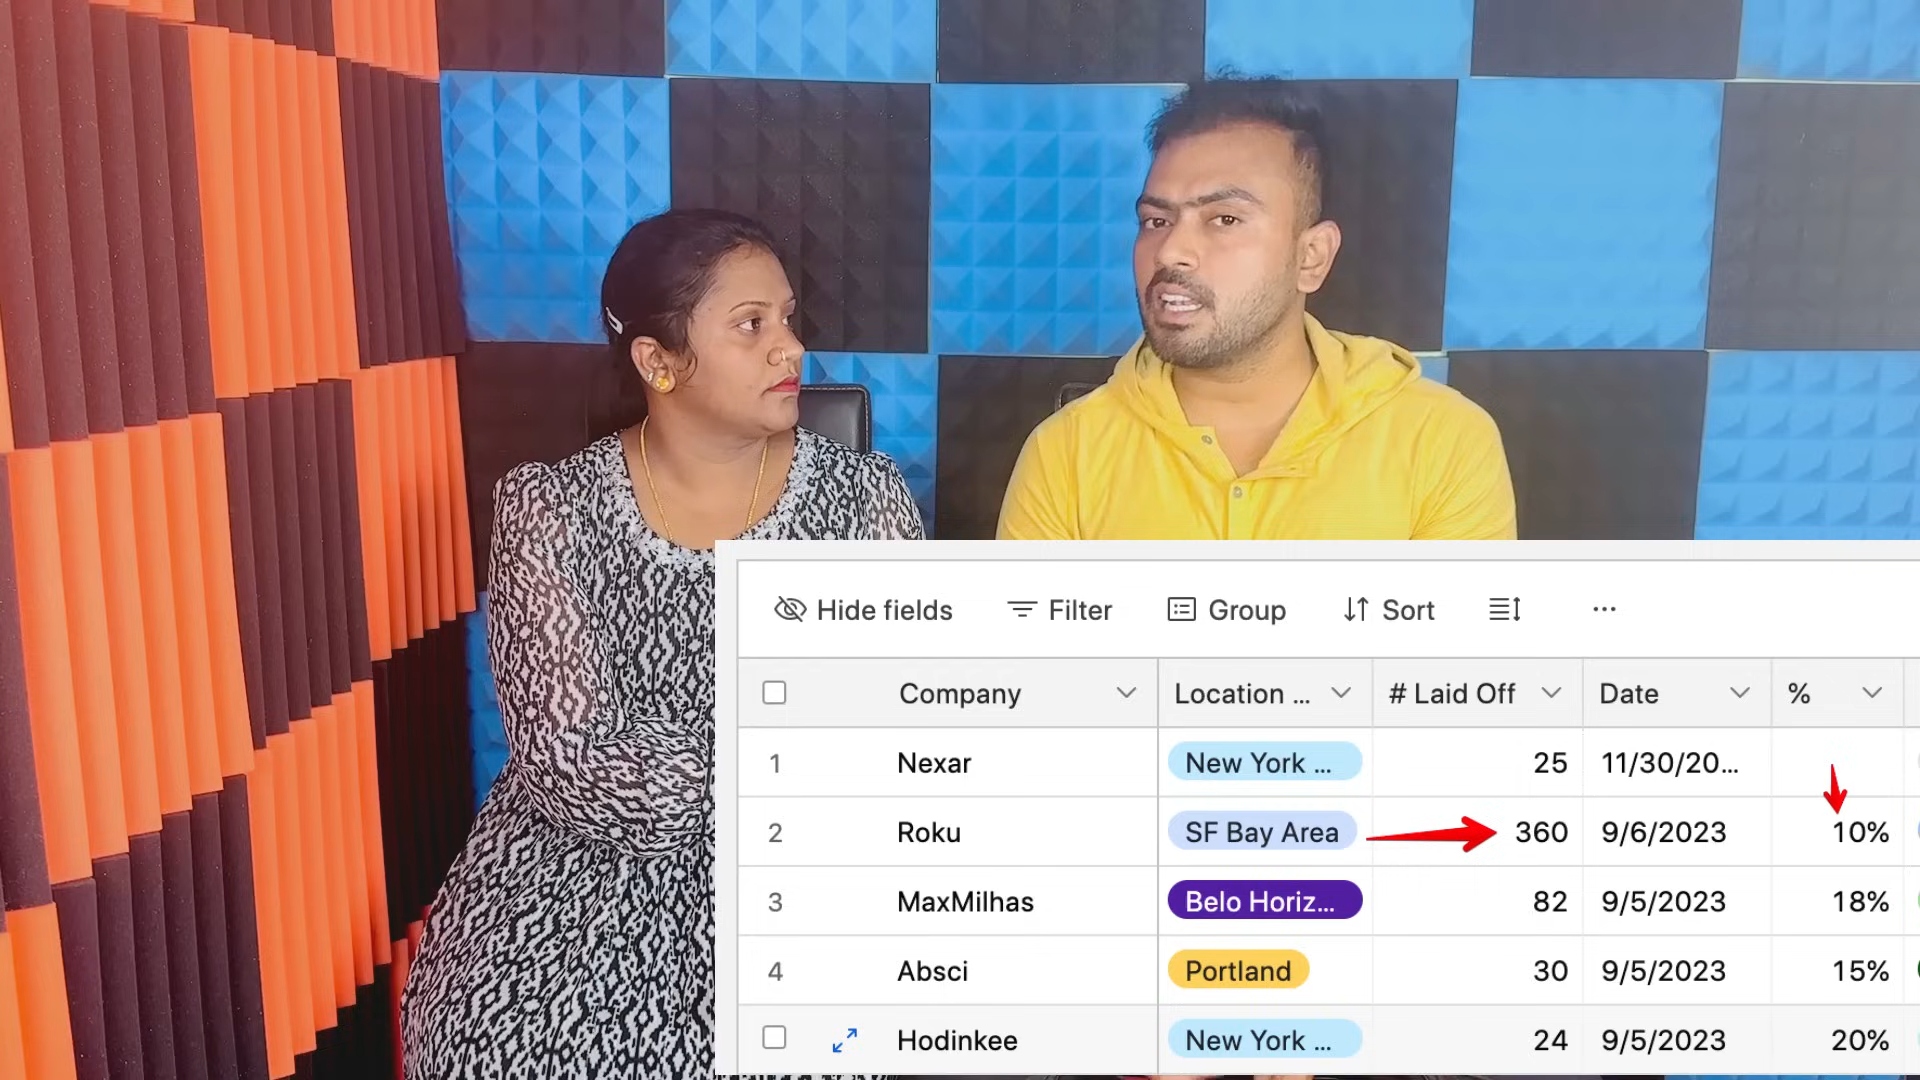 Hide fields Filter Group Sort ...
Company Location ... # Laid Off Date %
1 Nexar New York ... 25 11/30/20...
2 Roku SF Bay Area 360 9/6/2023 10%
3 MaxMilhas Belo Horiz... 82 9/5/2023 18%
4 Absci Portland 30 9/5/2023 15%
Hodinkee New York ... 24 9/5/2023 20%